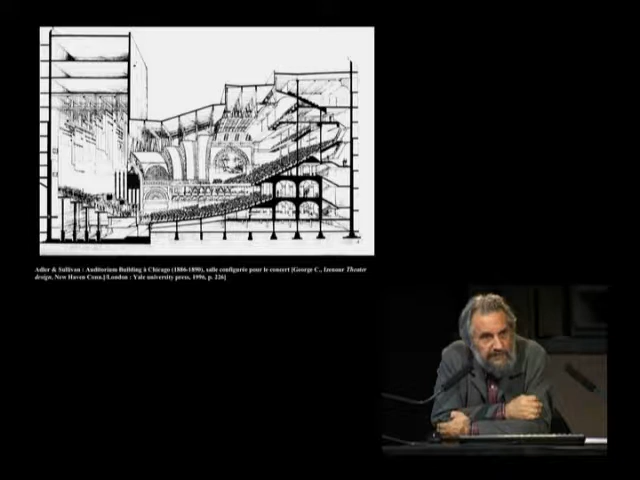 Adler & Sullivan : Auditorium Building à Chicago (1886-1890), salle configurée pour le concert [George C., Izenour Theater
design, New Haven Conn.]/London : Yale university press, 1996, p. 226]